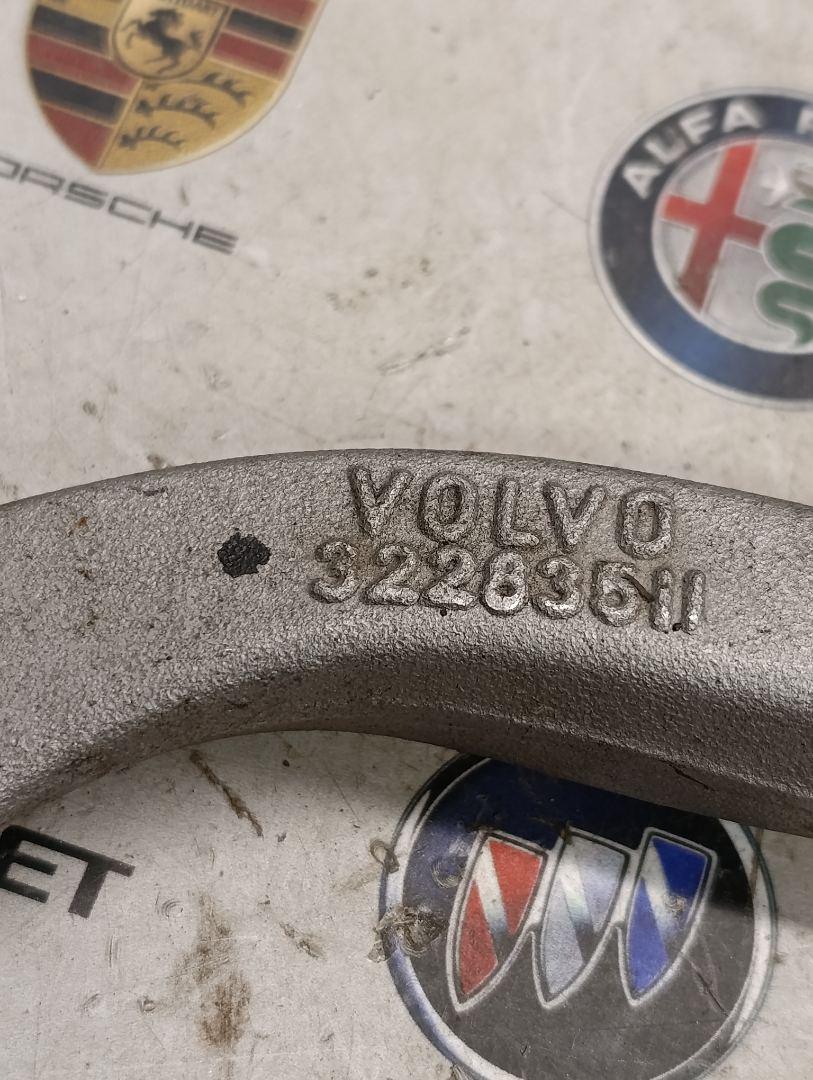 PORSCHE
ALFA R
VOLVO
32283511
ET